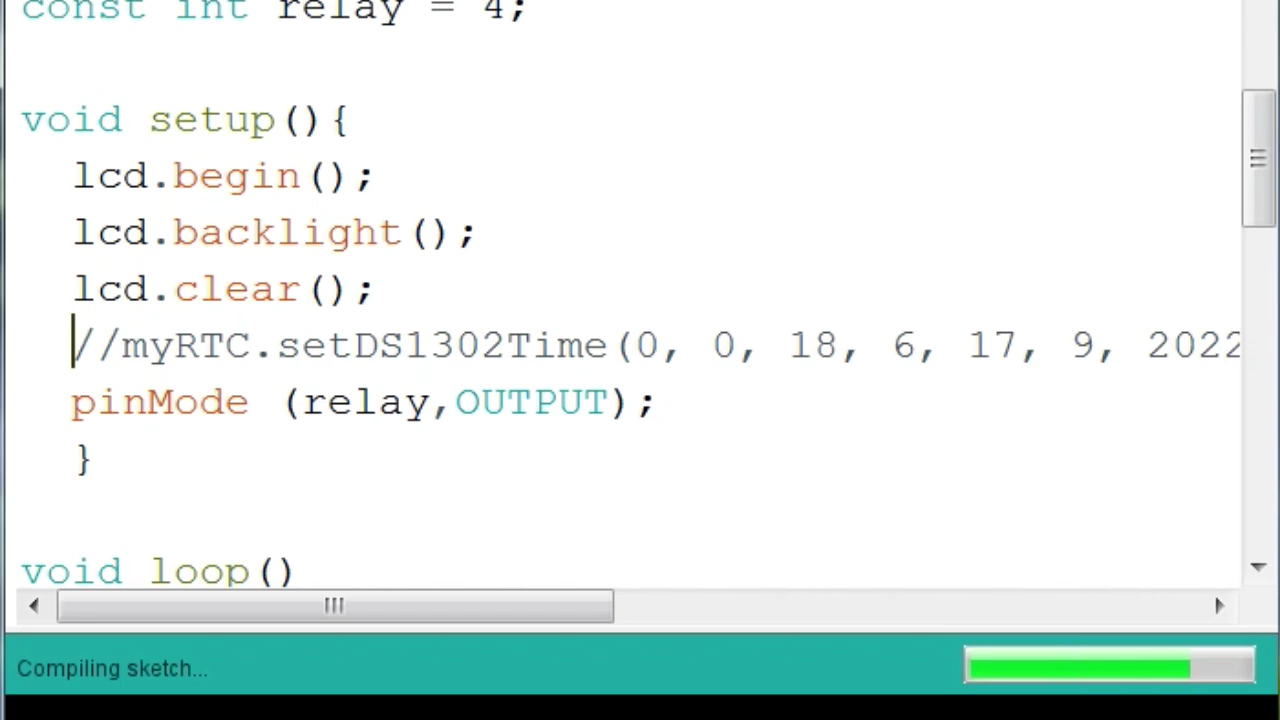 const int relay = 4;
void setup(){
lcd.begin();
lcd.backlight();
lcd.clear();
//myRTC.setDS1302Time(0, 0, 18, 6, 17, 9, 2022
pinMode (relay,OUTPUT);
}
void loop()
Compiling sketch...